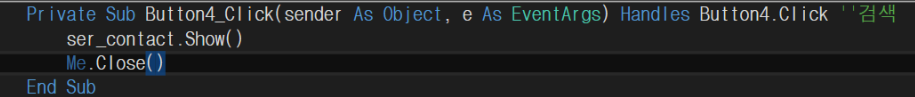 Private Sub Button4_Click(sender As Object, e As EventArgs) Handles Button4.Click ''검색
ser_contact.Show()
Me.Close()
End Sub